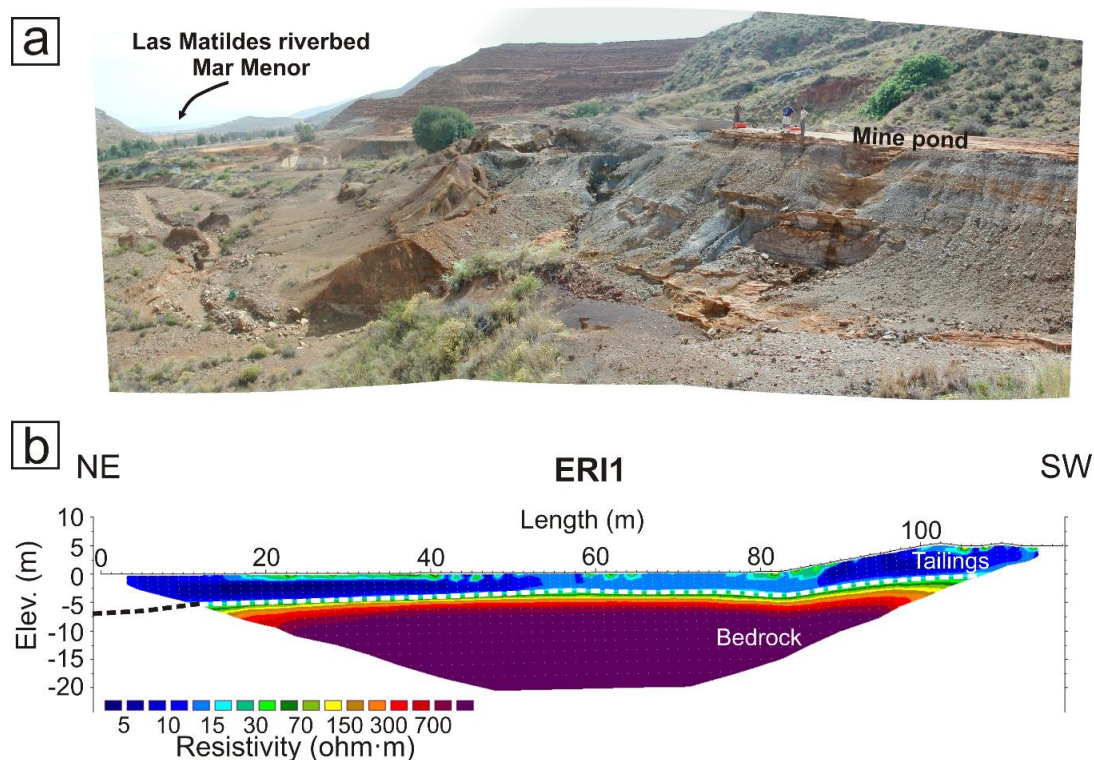 a
Las Matildes riverbed
Mar Menor
Mine pond
b
NE
ERI1
SW
Length (m)
Elev. (m)
10
5
0
-5
-10
-15
-20
0
20
40
60
80
100
Tailings
Bedrock
5 10 15 30 70 150 300 700
Resistivity (ohm·m)